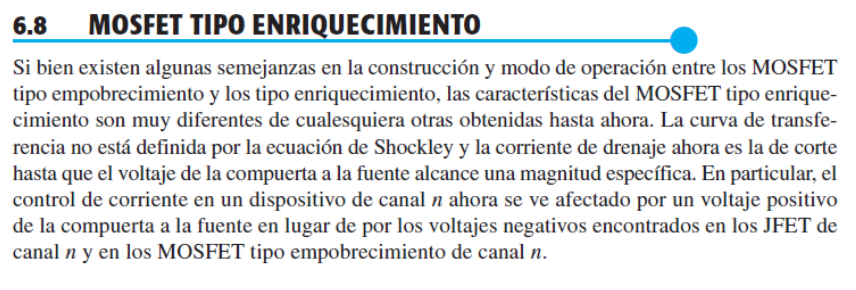 6.8 MOSFET TIPO ENRIQUECIMIENTO
Si bien existen algunas semejanzas en la construcción y modo de operación entre los MOSFET
tipo empobrecimiento y los tipo enriquecimiento, las características del MOSFET tipo enrique-
cimiento son muy diferentes de cualesquiera otras obtenidas hasta ahora. La curva de transfe-
rencia no está definida por la ecuación de Shockley y la corriente de drenaje ahora es la de corte
hasta que el voltaje de la compuerta a la fuente alcance una magnitud específica. En particular, el
control de corriente en un dispositivo de canal n ahora se ve afectado por un voltaje positivo
de la compuerta a la fuente en lugar de por los voltajes negativos encontrados en los JFET de
canal n y en los MOSFET tipo empobrecimiento de canal n.